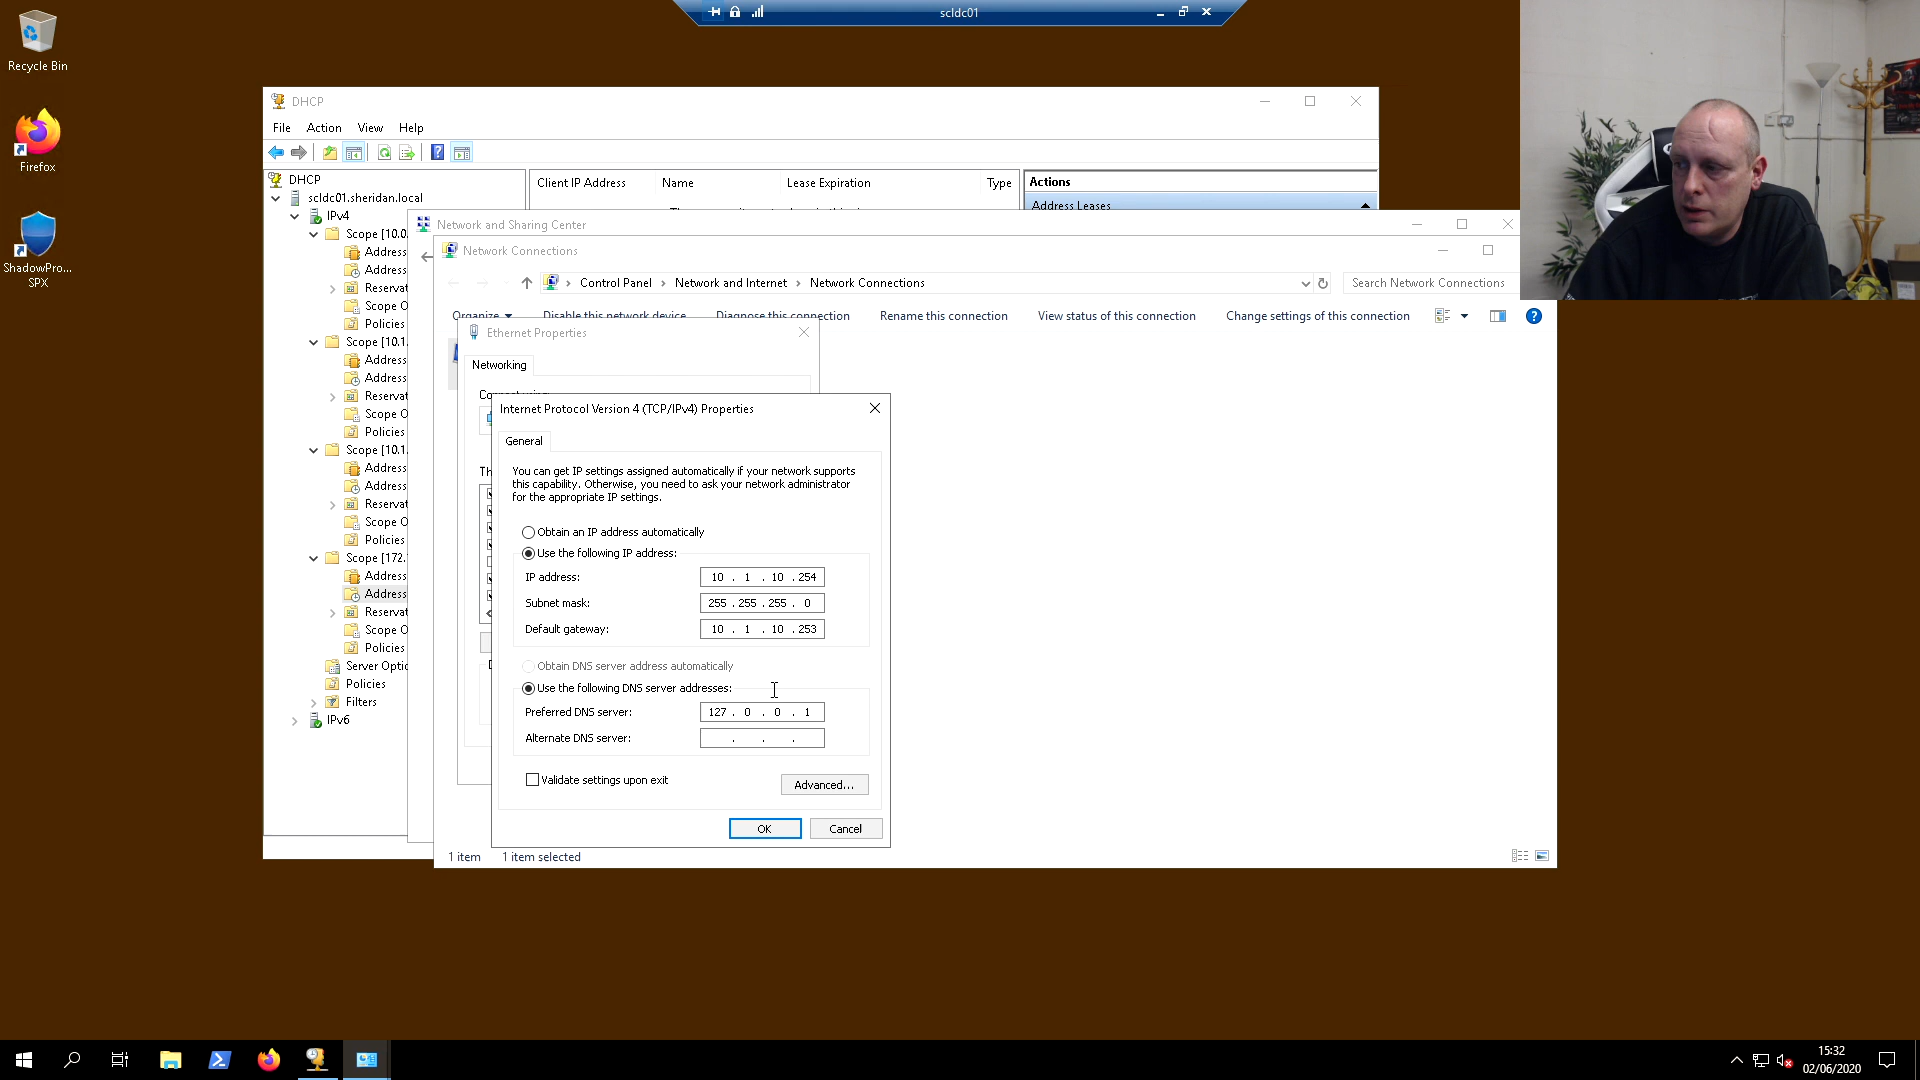 scldc01
Recycle Bin
Firefox
ShadowPro...
SPX
DHCP
File Action View Help
DHCP
scldc01.sheridan.local
IPv4
Scope [10.0.
Address
Address
Reservat
Scope O
Policies
Scope [10.1.
Address
Address
Reservat
Scope O
Policies
Scope [10.1.
Address
Address
Reservat
Scope O
Policies
Scope [172.
Address
Address
Reservat
Scope O
Policies
Server Optio
Policies
Filters
IPv6
Client IP Address Name Lease Expiration Type
Actions
Address Leases
Network and Sharing Center
Network Connections
Control Panel > Network and Internet > Network Connections
Search Network Connections
Organize Disable this network device Diagnose this connection Rename this connection View status of this connection Change settings of this connection
Ethernet Properties
Networking
Internet Protocol Version 4 (TCP/IPv4) Properties
General
You can get IP settings assigned automatically if your network supports
this capability. Otherwise, you need to ask your network administrator
for the appropriate IP settings.
Obtain an IP address automatically
Use the following IP address:
IP address: 10 . 1 . 10 . 254
Subnet mask: 255 . 255 . 255 . 0
Default gateway: 10 . 1 . 10 . 253
Obtain DNS server address automatically
Use the following DNS server addresses:
Preferred DNS server: 127 . 0 . 0 . 1
Alternate DNS server: . . .
Validate settings upon exit
Advanced...
OK Cancel
1 item 1 item selected
15:32
02/06/2020